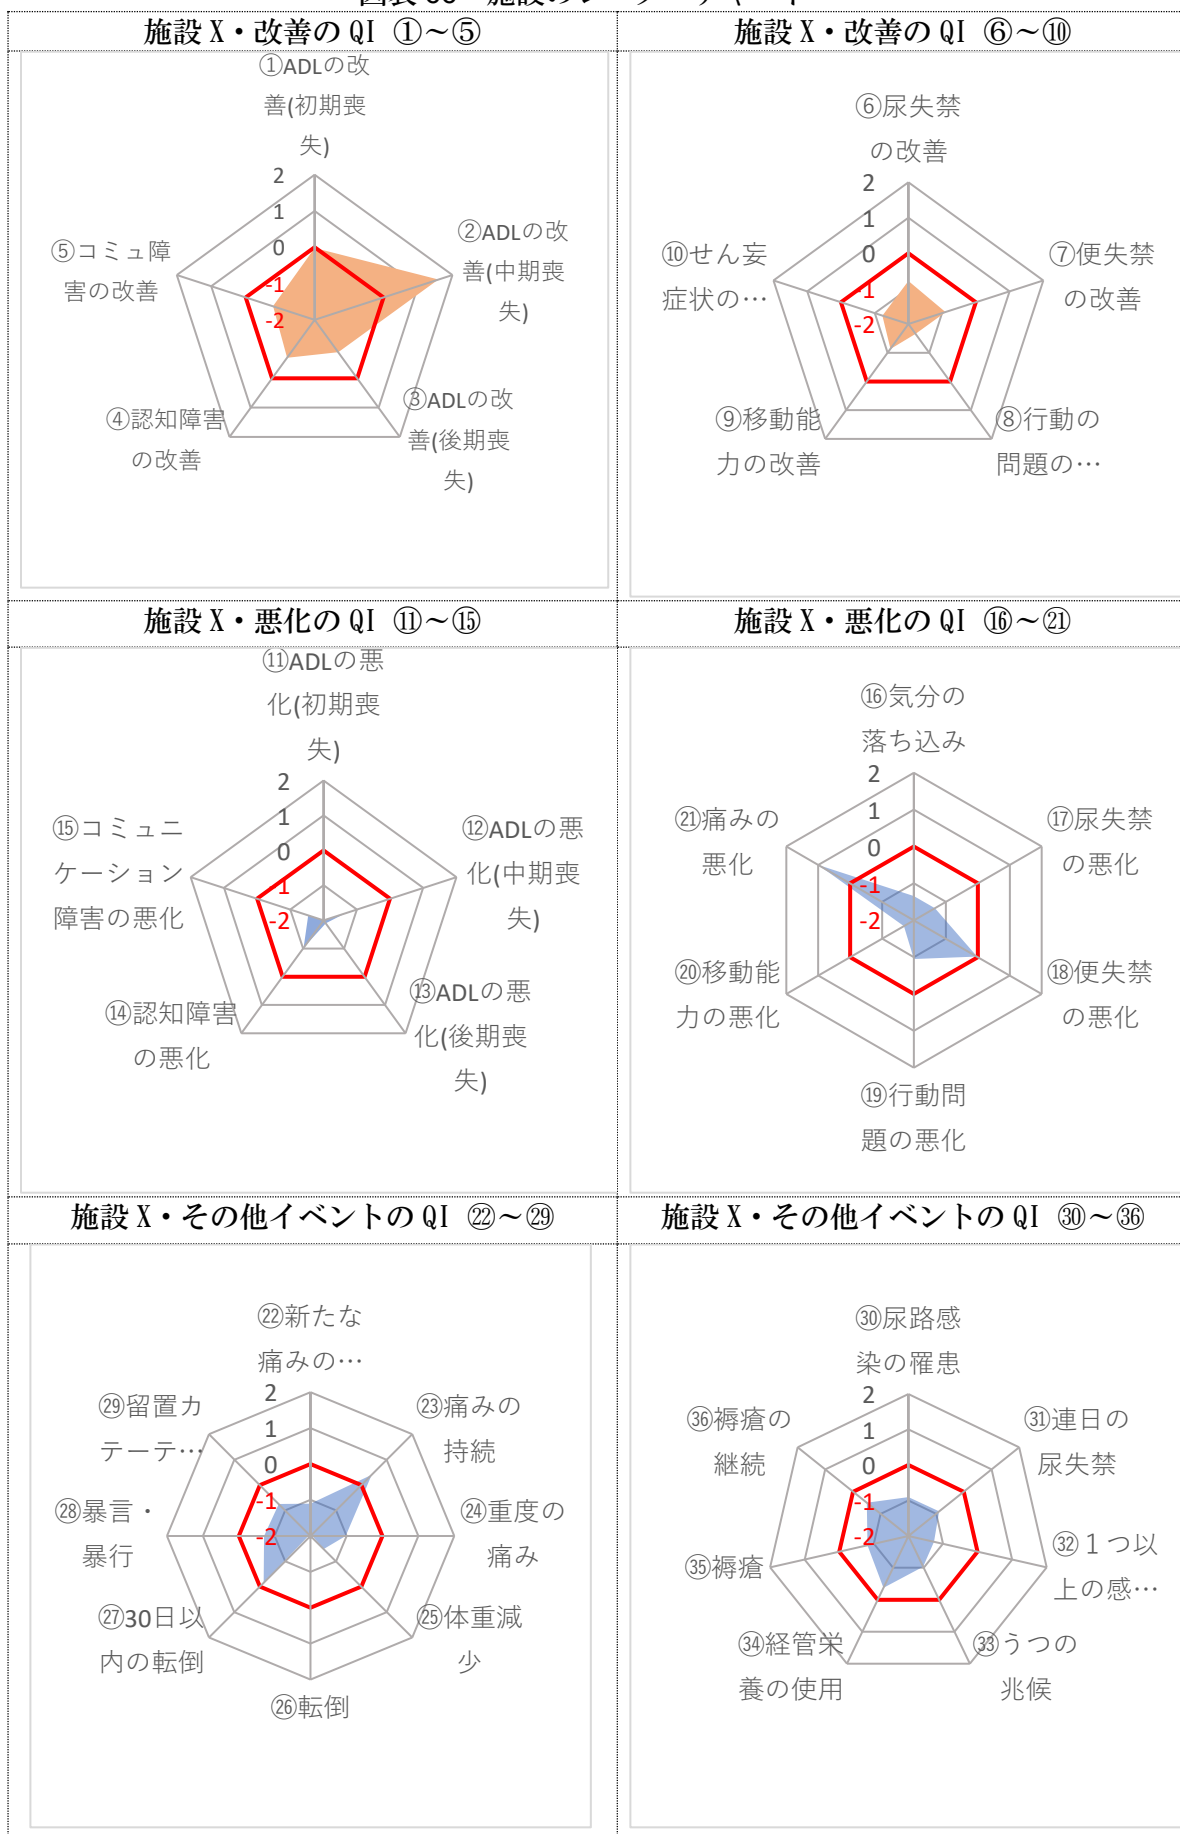 施設 X・改善の QI ①～⑤
施設 X・改善の QI ⑥～⑩
①ADLの改
善(初期喪
失)
2
1
0
-1
-2
②ADLの改
善(中期喪
失)
③ADLの改
善(後期喪
失)
④認知障害
の改善
⑤コミュ障
害の改善
⑥尿失禁
の改善
2
1
0
-1
-2
⑦便失禁
の改善
⑧行動の
問題の…
⑨移動能
力の改善
⑩せん妄
症状の…
施設 X・悪化の QI ⑪～⑮
施設 X・悪化の QI ⑯～㉑
⑪ADLの悪
化(初期喪
失)
2
1
0
-1
-2
⑫ADLの悪
化(中期喪
失)
⑬ADLの悪
化(後期喪
失)
⑭認知障害
の悪化
⑮コミュニ
ケーション
障害の悪化
⑯気分の
落ち込み
2
1
0
-1
-2
⑰尿失禁
の悪化
⑱便失禁
の悪化
⑲行動問
題の悪化
⑳移動能
力の悪化
㉑痛みの
悪化
施設 X・その他イベントの QI ㉒～㉙
施設 X・その他イベントの QI ㉚～㊱
㉒新たな
痛みの…
2
1
0
-1
-2
㉓痛みの
持続
㉔重度の
痛み
㉕体重減
少
㉖転倒
㉗30日以
内の転倒
㉘暴言・
暴行
㉙留置カ
テーテ…
㉚尿路感
染の罹患
2
1
0
-1
-2
㉛連日の
尿失禁
㉜１つ以
上の感…
㉝うつの
兆候
㉞経管栄
養の使用
㉟褥瘡
㊱褥瘡の
継続